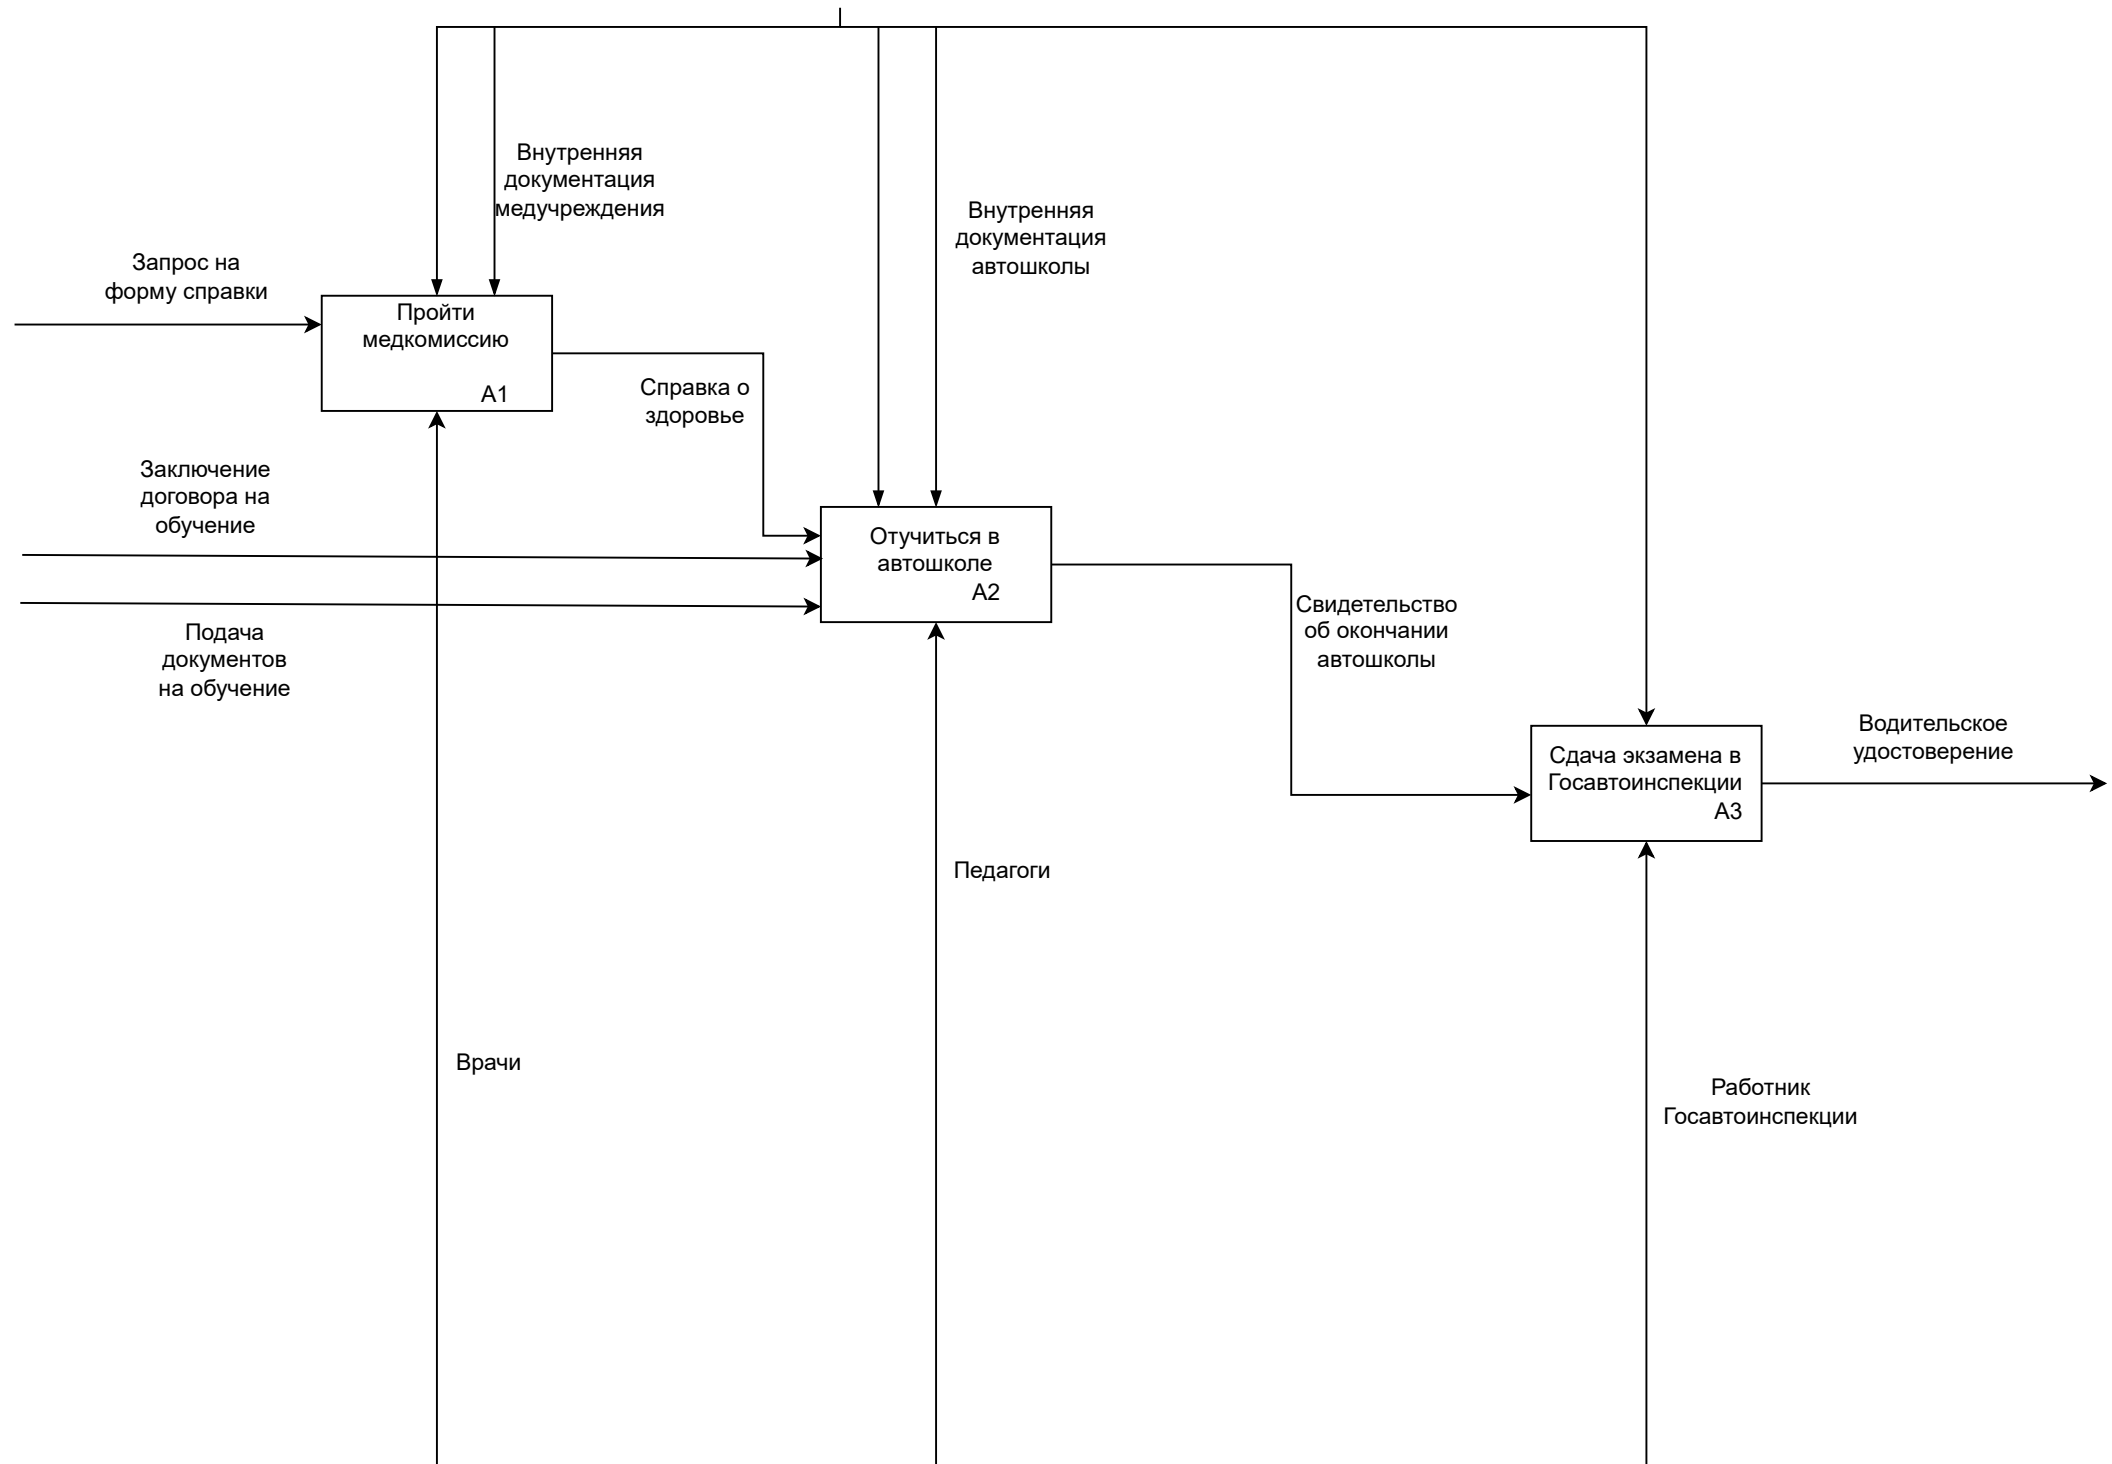 Внутренняя
документация
медучреждения
Внутренняя
документация
автошколы
Запрос на
форму справки
Пройти
медкомиссию
А1
Справка о
здоровье
Заключение
договора на
обучение
Отучиться в
автошколе
А2
Подача
документов
на обучение
Свидетельство
об окончании
автошколы
Сдача экзамена в
Госавтоинспекции
А3
Водительское
удостоверение
Педагоги
Врачи
Работник
Госавтоинспекции